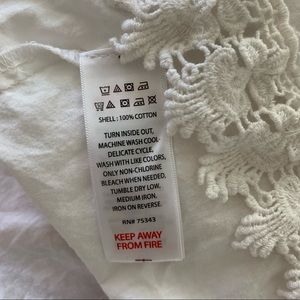 SHELL: 100% COTTON
TURN INSIDE OUT,
MACHINE WASH COOL-
DELICATE CYCLE,
WASH WITH LIKE COLORS,
ONLY NON-CHLORINE
BLEACH WHEN NEEDED,
TUMBLE DRY LOW,
MEDIUM IRON,
IRON ON REVERSE.
RN# 75343
KEEP AWAY
FROM FIRE